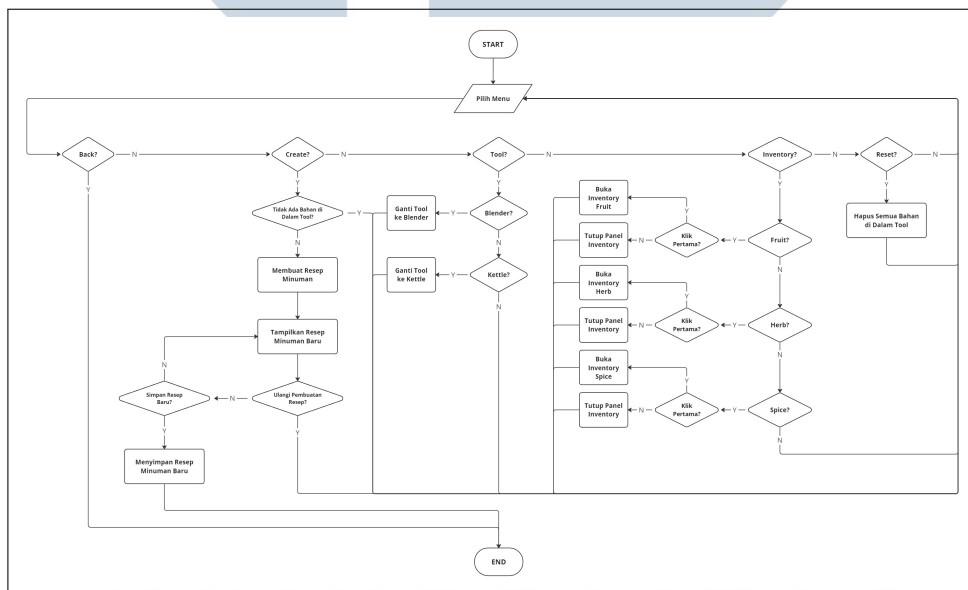 START
Pilih Menu
Back?
N
Create?
N
Tool?
N
Inventory?
N
Reset?
N
Y
Y
Y
Y
Y
Tidak Ada Bahan di
Dalam Tool?
Y
Ganti Tool
ke Blender
Y
Blender?
Buka
Inventory
Fruit
Y
Hapus Semua Bahan
di Dalam Tool
N
N
Tutup Panel
Inventory
N
Klik
Pertama?
Y
Fruit?
Membuat Resep
Minuman
Ganti Tool
ke Kettle
Y
Kettle?
N
Buka
Inventory
Herb
Y
N
Tampilkan Resep
Minuman Baru
Tutup Panel
Inventory
N
Klik
Pertama?
Y
Herb?
N
N
Buka
Inventory
Spice
Y
Simpan Resep
Baru?
N
Ulangi Pembuatan
Resep?
Tutup Panel
Inventory
N
Klik
Pertama?
Y
Spice?
Y
Y
N
Menyimpan Resep
Minuman Baru
END